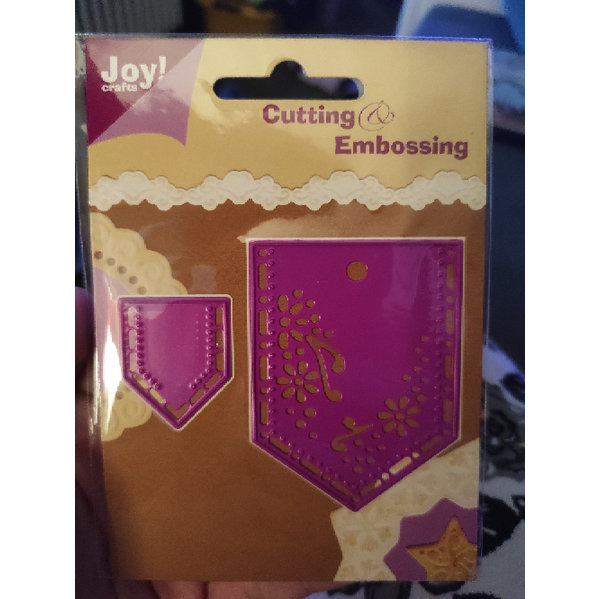 Joy!
crafts
Cutting &
Embossing